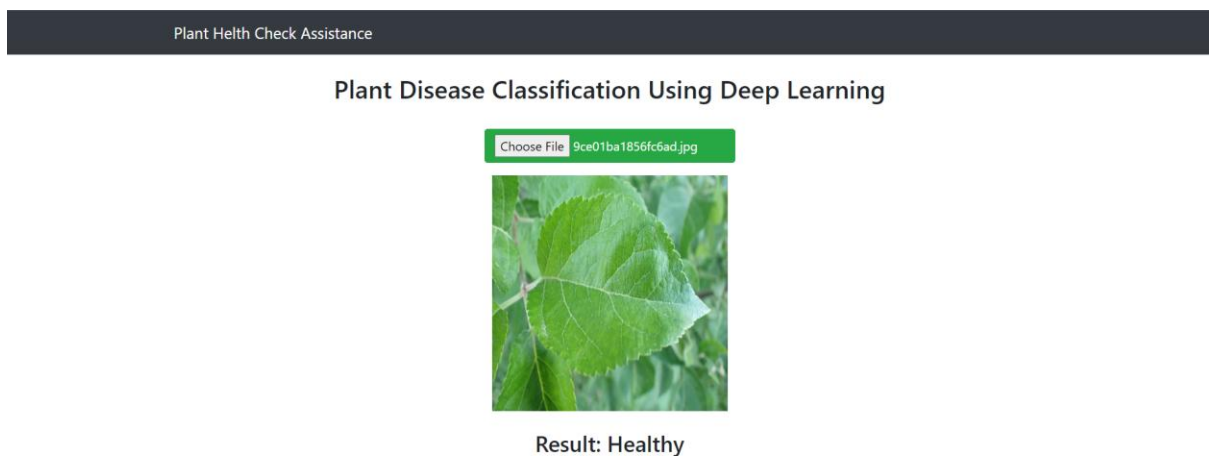 Plant Helth Check Assistance
Plant Disease Classification Using Deep Learning
Choose File 9ce01ba1856fc6ad.jpg
Result: Healthy